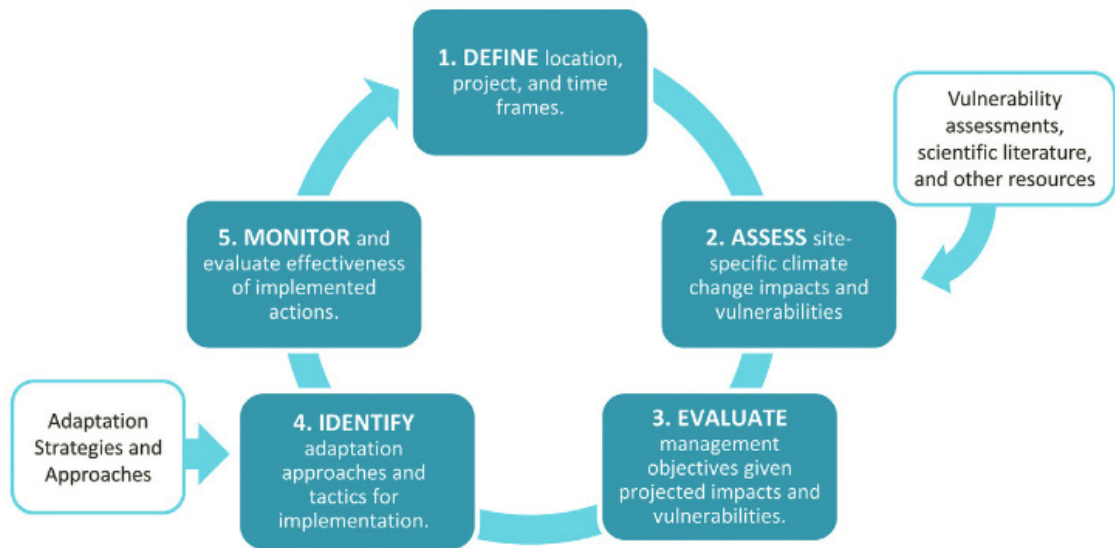 1. DEFINE location,
project, and time
frames.
Vulnerability
assessments,
scientific literature,
and other resources
2. ASSESS site-
specific climate
change impacts and
vulnerabilities
3. EVALUATE
management
objectives given
projected impacts and
vulnerabilities.
4. IDENTIFY
adaptation
approaches and
tactics for
implementation.
Adaptation
Strategies and
Approaches
5. MONITOR and
evaluate effectiveness
of implemented
actions.